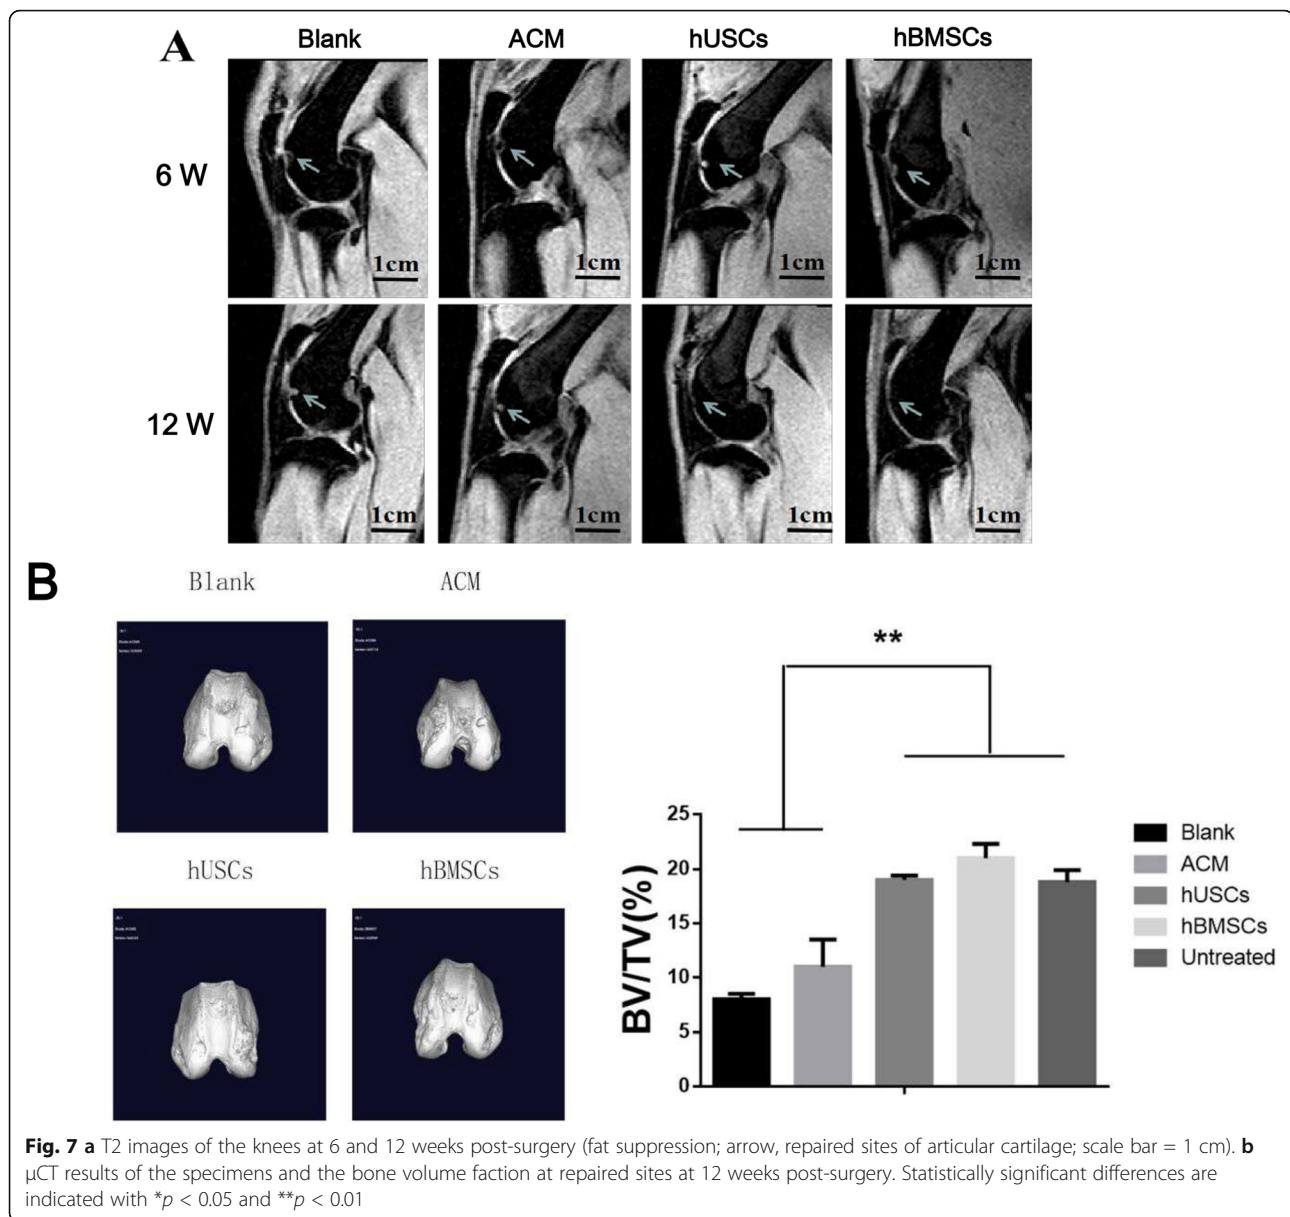 A
Blank ACM hUSCs hBMSCs
6 W
1cm 1cm 1cm 1cm
12 W
1cm 1cm 1cm 1cm
B
Blank ACM
hUSCs hBMSCs
**
BV/TV(%)
25
20
15
10
5
0
Blank
ACM
hUSCs
hBMSCs
Untreated
Fig. 7 a T2 images of the knees at 6 and 12 weeks post-surgery (fat suppression; arrow, repaired sites of articular cartilage; scale bar = 1 cm). b
μCT results of the specimens and the bone volume faction at repaired sites at 12 weeks post-surgery. Statistically significant differences are
indicated with *p < 0.05 and **p < 0.01